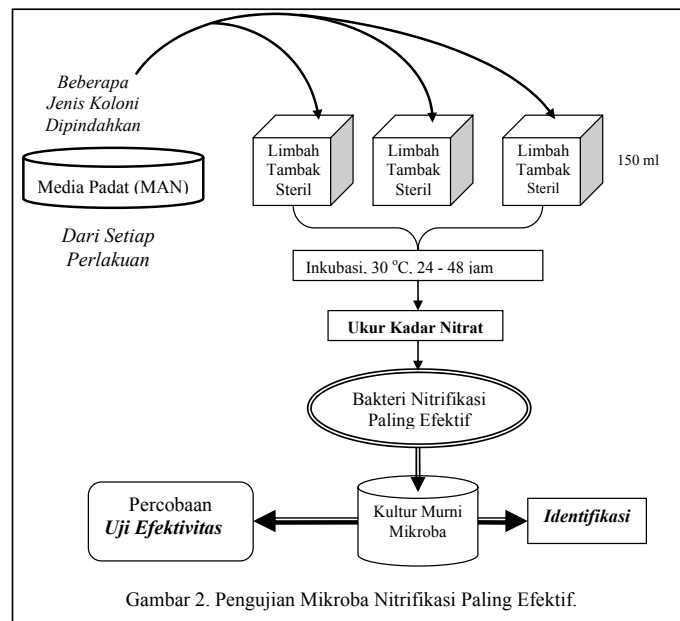 Beberapa
Jenis Koloni
Dipindahkan
Media Padat (MAN)
Dari Setiap
Perlakuan
Limbah
Tambak
Steril
Limbah
Tambak
Steril
Limbah
Tambak
Steril
150 ml
Inkubasi, 30 °C, 24 - 48 jam
Ukur Kadar Nitrat
Bakteri Nitrifikasi
Paling Efektif
Percobaan
Uji Efektivitas
Kultur Murni
Mikroba
Identifikasi
Gambar 2. Pengujian Mikroba Nitrifikasi Paling Efektif.